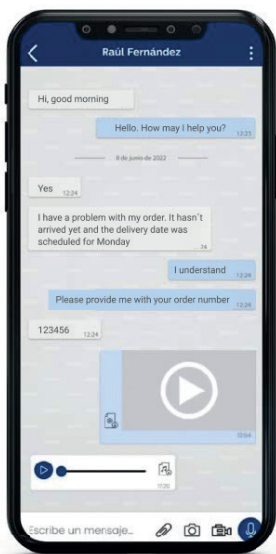 Raúl Fernández
Hi, good morning
Hello. How may I help you? 12:23
8 de junio de 2022
Yes 12:24
I have a problem with my order. It hasn´t
arrived yet and the delivery date was
scheduled for Monday
I understand 12:24
Please provide me with your order number 12:24
123456 12:24
Escribe un mensaje...